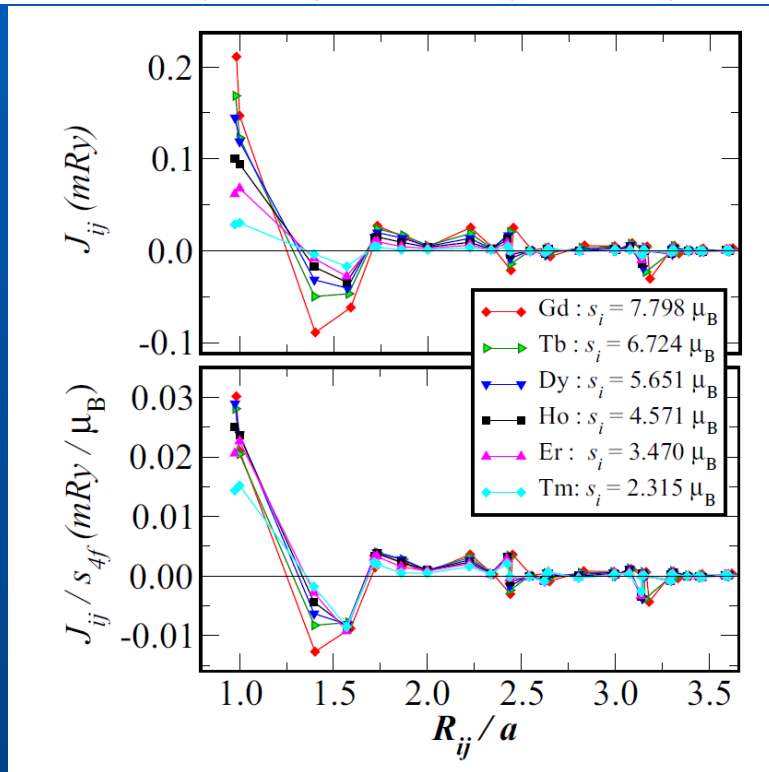 J_ij (mRy)
0.2
0.1
0.0
-0.1
Gd : s_i = 7.798 μ_B
Tb : s_i = 6.724 μ_B
Dy : s_i = 5.651 μ_B
Ho : s_i = 4.571 μ_B
Er : s_i = 3.470 μ_B
Tm: s_i = 2.315 μ_B
J_ij / s_4f (mRy / μ_B)
0.03
0.02
0.01
0.00
-0.01
1.0 1.5 2.0 2.5 3.0 3.5
R_ij / a